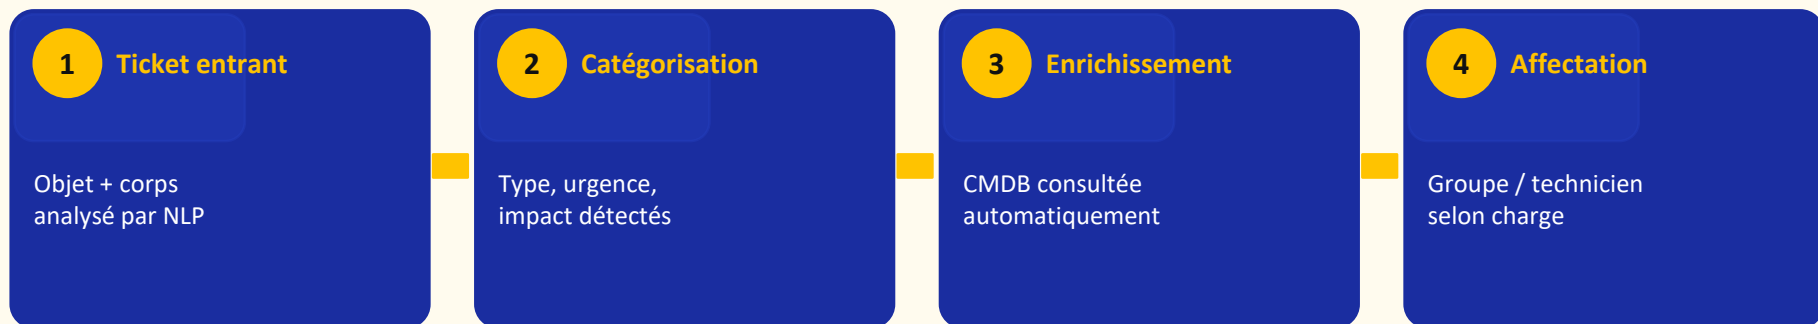 1 Ticket entrant
Objet + corps
analysé par NLP
2 Catégorisation
Type, urgence,
impact détectés
3 Enrichissement
CMDB consultée
automatiquement
4 Affectation
Groupe / technicien
selon charge